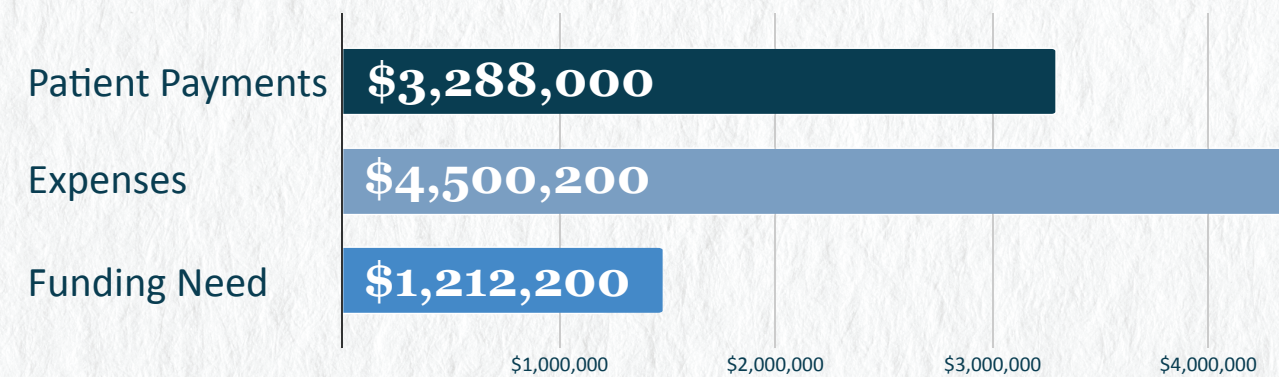 Patient Payments $3,288,000
Expenses $4,500,200
Funding Need $1,212,200
$1,000,000 $2,000,000 $3,000,000 $4,000,000